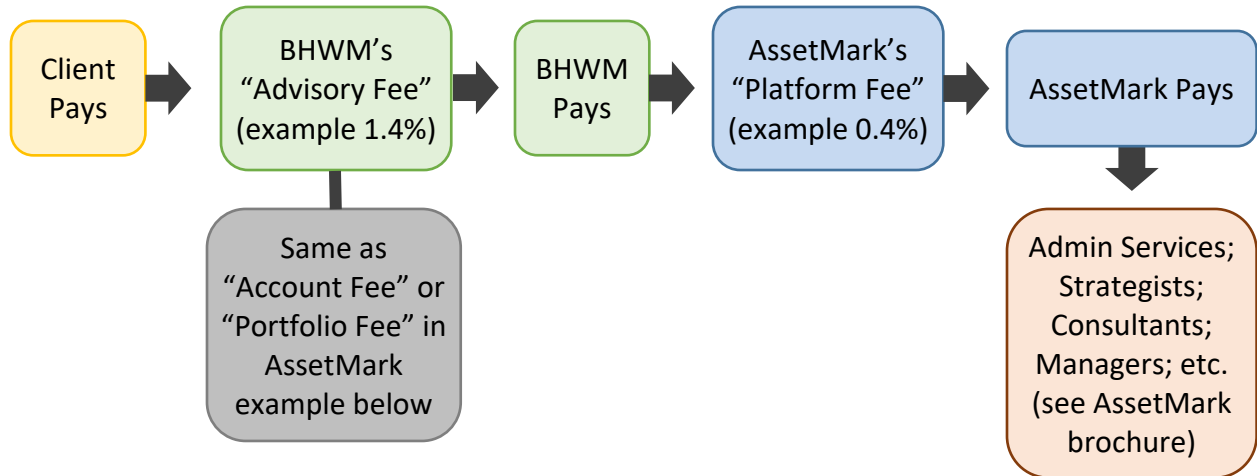 Client
Pays
BHWM’s
“Advisory Fee”
(example 1.4%)
BHWM
Pays
AssetMark’s
“Platform Fee”
(example 0.4%)
AssetMark Pays
Same as
“Account Fee” or
“Portfolio Fee” in
AssetMark
example below
Admin Services;
Strategists;
Consultants;
Managers; etc.
(see AssetMark
brochure)